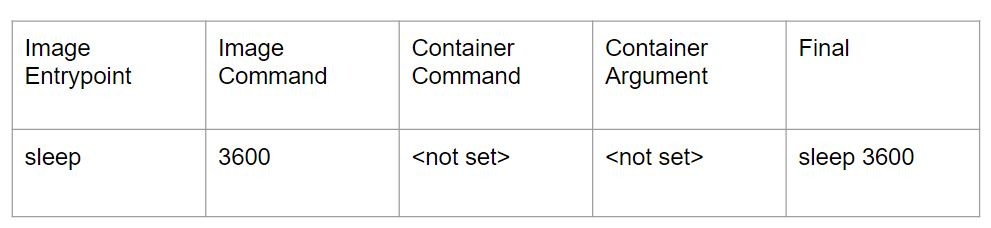 Image
Entrypoint
Image
Command
Container
Command
Container
Argument
Final
sleep
3600
<not set>
<not set>
sleep 3600